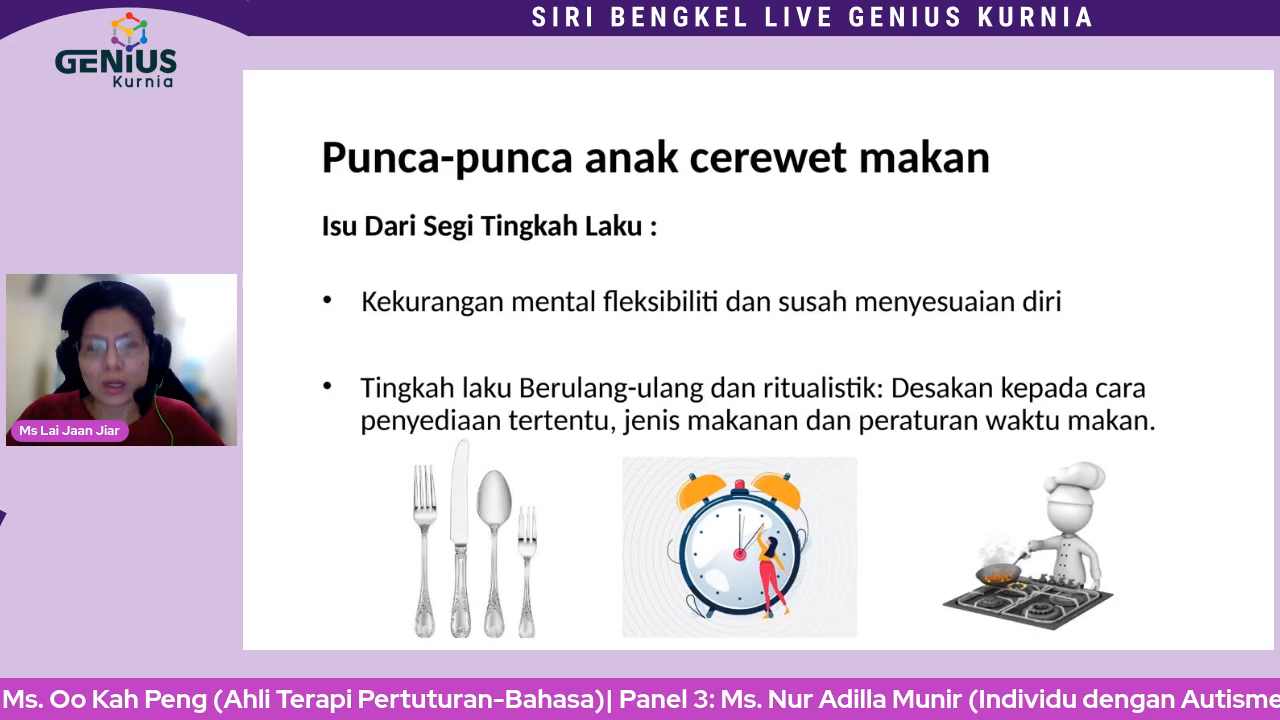 SIRI BENGKEL LIVE GENIUS KURNIA
GENIUS
Kurnia
Punca-punca anak cerewet makan
Isu Dari Segi Tingkah Laku :
• Kekurangan mental fleksibiliti dan susah menyesuaian diri
• Tingkah laku Berulang-ulang dan ritualistik: Desakan kepada cara
penyediaan tertentu, jenis makanan dan peraturan waktu makan.
Ms Lai Jaan Jiar
Ms. Oo Kah Peng (Ahli Terapi Pertuturan-Bahasa)| Panel 3: Ms. Nur Adilla Munir (Individu dengan Autisme